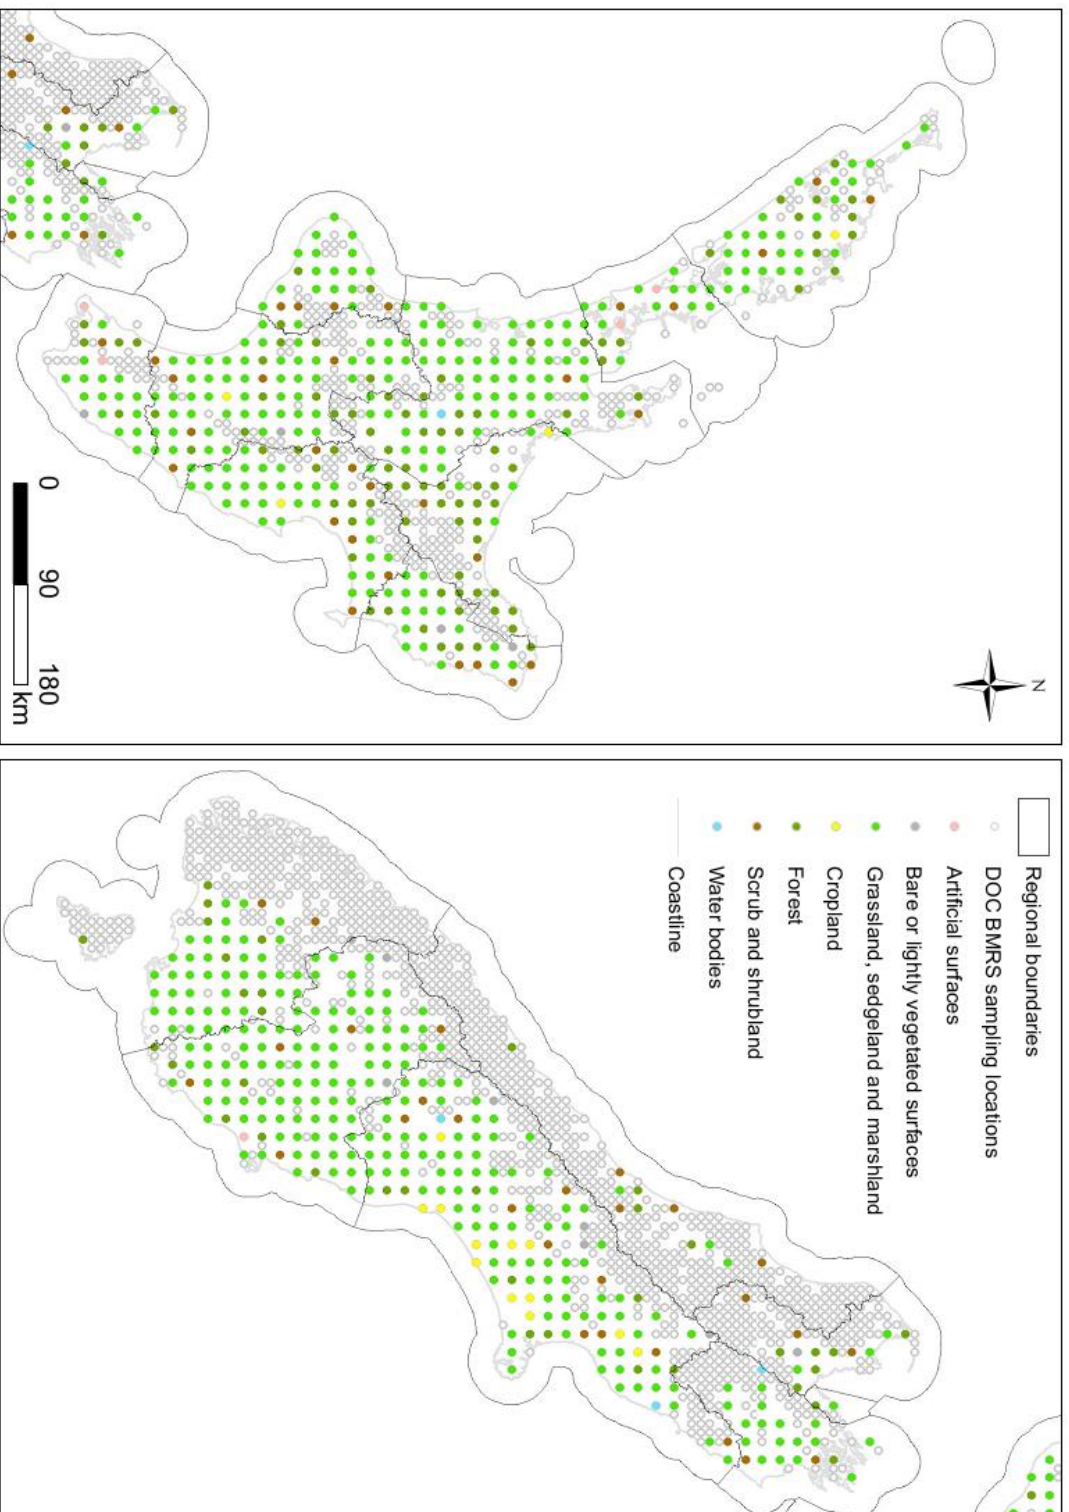 N
0 90 180
km
Regional boundaries
DOC BMRS sampling locations
Artificial surfaces
Bare or lightly vegetated surfaces
Grassland, sedgeland and marshland
Cropland
Forest
Scrub and shrubland
Water bodies
Coastline